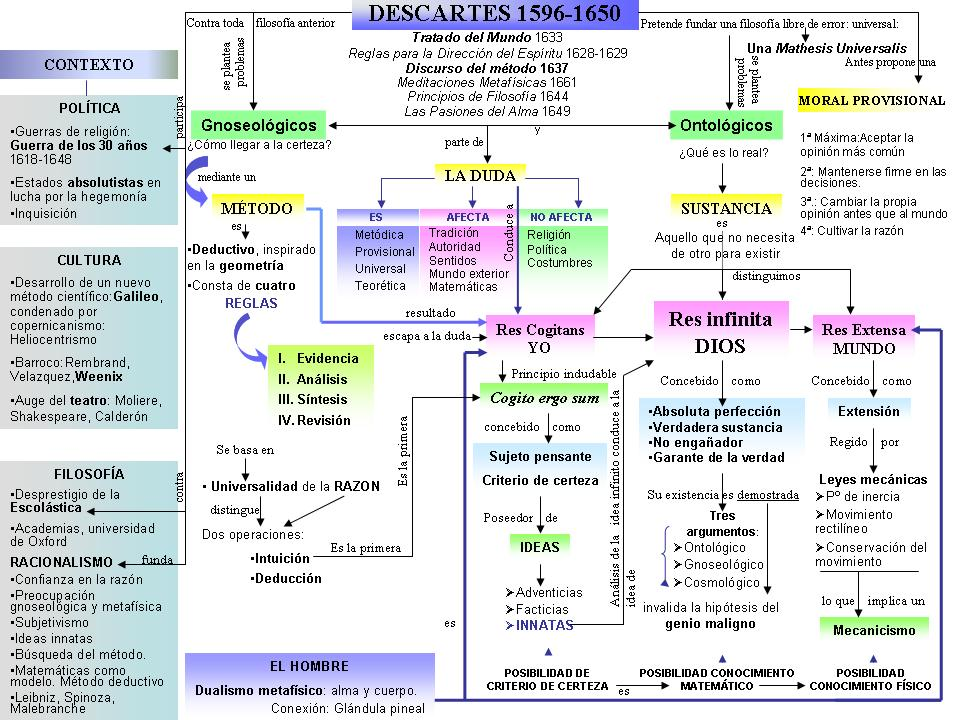 DESCARTES 1596-1650
Contra toda
filosofía anterior
Pretende fundar una filosofía libre de error: universal:
Tratado del Mundo 1633
Reglas para la Dirección del Espíritu 1628-1629
Discurso del método 1637
Meditaciones Metafísicas 1661
Principios de Filosofía 1644
Las Pasiones del Alma 1649
Una Mathesis Universalis
Antes propone una
se plantea
problemas
se plantea
problemas
CONTEXTO
POLÍTICA
•Guerras de religión:
Guerra de los 30 años
1618-1648
•Estados absolutistas en
lucha por la hegemonía
•Inquisición
participa
CULTURA
•Desarrollo de un nuevo
método científico: Galileo,
condenado por
copernicanismo:
Heliocentrismo
•Barroco: Rembrand,
Velazquez, Weenix
•Auge del teatro: Moliere,
Shakespeare, Calderón
FILOSOFÍA
•Desprestigio de la
Escolástica
•Academias, universidad
de Oxford
RACIONALISMO
•Confianza en la razón
•Preocupación
gnoseológica y metafísica
•Subjetivismo
•Ideas innatas
•Búsqueda del método.
•Matemáticas como
modelo. Método deductivo
•Leibniz, Spinoza,
Malebranche
contra
funda
Gnoseológicos
¿Cómo llegar a la certeza?
mediante un
MÉTODO
es
•Deductivo, inspirado
en la geometría
•Consta de cuatro
REGLAS
I. Evidencia
II. Análisis
III. Síntesis
IV. Revisión
Se basa en
• Universalidad de la RAZON
distingue
Dos operaciones:
•Intuición
•Deducción
Es la primera
Es la primera
y
parte de
LA DUDA
ES
Metódica
Provisional
Universal
Teorética
AFECTA
Tradición
Autoridad
Sentidos
Mundo exterior
Matemáticas
NO AFECTA
Religión
Política
Costumbres
Conduce a
resultado
escapa a la duda
Ontológicos
¿Qué es lo real?
SUSTANCIA
es
Aquello que no necesita
de otro para existir
distinguimos
MORAL PROVISIONAL
1ª Máxima:Aceptar la
opinión más común
2ª: Mantenerse firme en las
decisiones.
3ª.: Cambiar la propia
opinión antes que al mundo
4ª: Cultivar la razón
Res Cogitans
YO
Principio indudable
Cogito ergo sum
concebido como
Sujeto pensante
Criterio de certeza
Poseedor de
IDEAS
Adventicias
Facticias
INNATAS
Análisis de la idea infinito conduce a la
idea de
Res infinita
DIOS
Concebido como
•Absoluta perfección
•Verdadera sustancia
•No engañador
•Garante de la verdad
Su existencia es demostrada
Tres
argumentos:
Ontológico
Gnoseológico
Cosmológico
invalida la hipótesis del
genio maligno
Res Extensa
MUNDO
Concebido como
Extensión
Regido por
Leyes mecánicas
Pº de inercia
Movimiento
rectilíneo
Conservación del
movimiento
lo que implica un
Mecanicismo
es
EL HOMBRE
Dualismo metafísico: alma y cuerpo.
Conexión: Glándula pineal
POSIBILIDAD DE
CRITERIO DE CERTEZA
es
POSIBILIDAD CONOCIMIENTO
MATEMÁTICO
POSIBILIDAD
CONOCIMIENTO FÍSICO